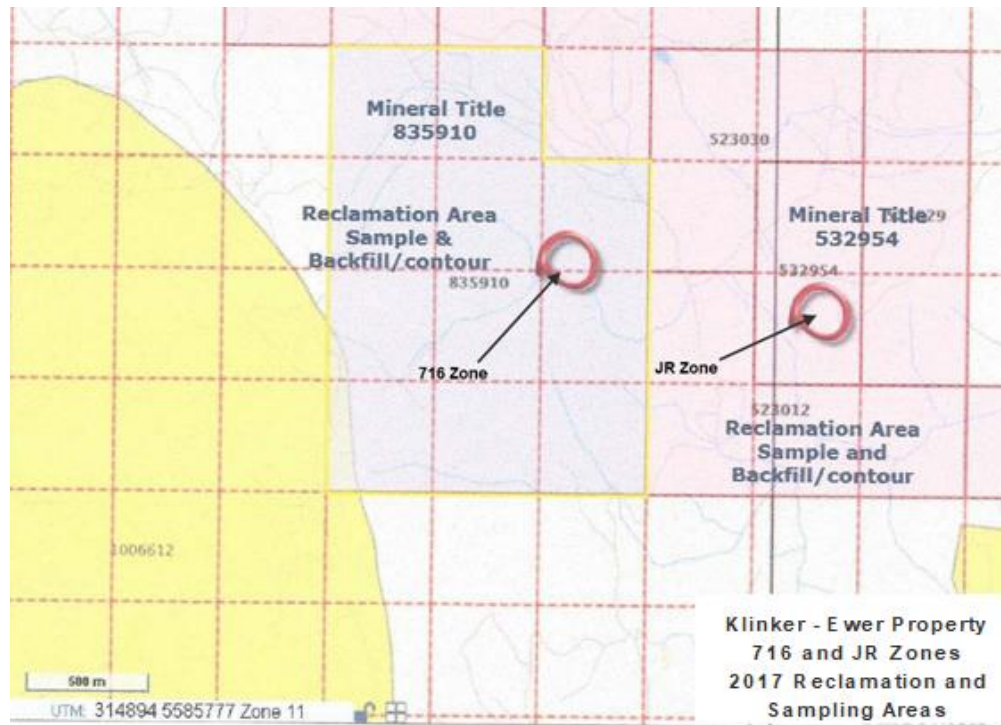 Mineral Title
835910
523030
Reclamation Area
Sample &
Backfill/contour
835910
Mineral Title
532954
532954
716 Zone
JR Zone
523012
Reclamation Area
Sample and
Backfill/contour
1006612
Klinker - Ewer Property
716 and JR Zones
2017 Reclamation and
Sampling Areas
500 m
UTM: 314894 5585777 Zone 11